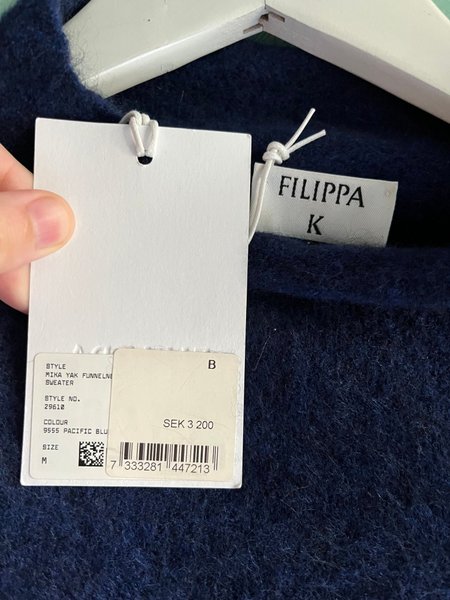 FILIPPA
K
STYLE
MIKA YAK FUNNELNE
SWEATER
STYLE NO.
29610
COLOUR
9555 PACIFIC BLU
SIZE
M
B
SEK 3 200
7 333281 447213